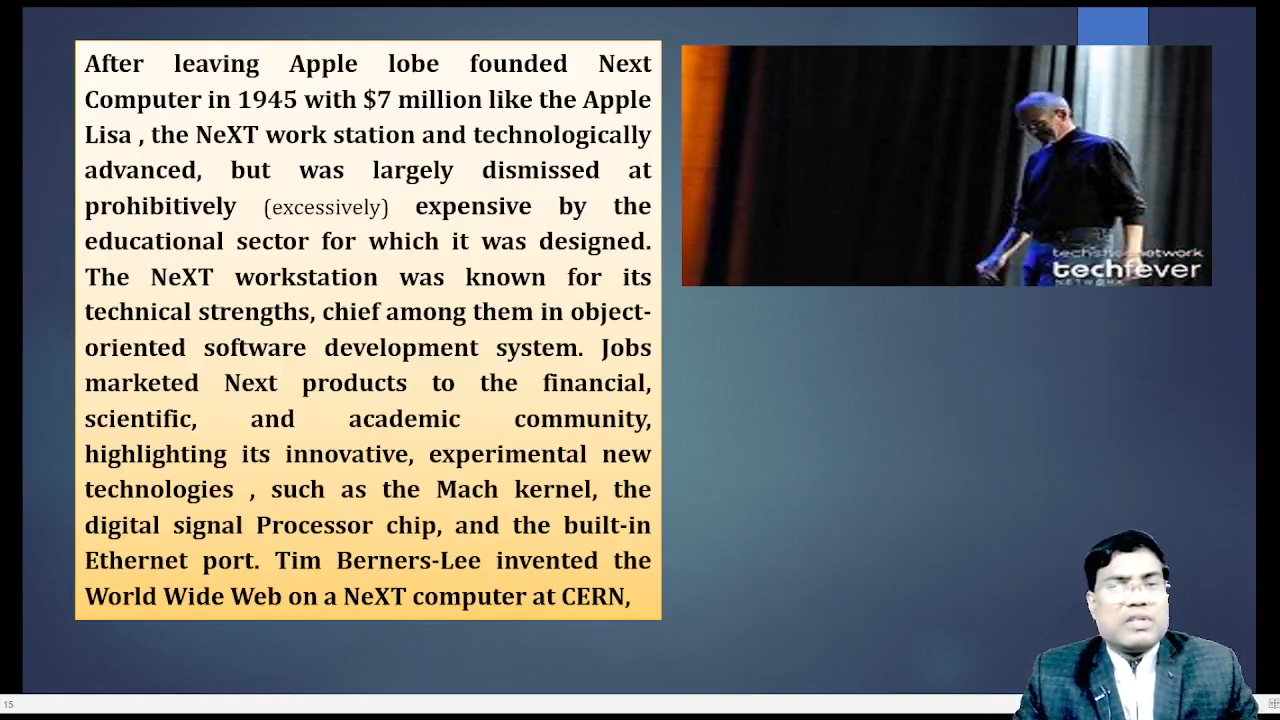 After leaving Apple lobe founded Next
Computer in 1945 with $7 million like the Apple
Lisa , the NeXT work station and technologically
advanced, but was largely dismissed at
prohibitively (excessively) expensive by the
educational sector for which it was designed.
The NeXT workstation was known for its
technical strengths, chief among them in object-
oriented software development system. Jobs
marketed Next products to the financial,
scientific, and academic community,
highlighting its innovative, experimental new
technologies , such as the Mach kernel, the
digital signal Processor chip, and the built-in
Ethernet port. Tim Berners-Lee invented the
World Wide Web on a NeXT computer at CERN,
network
techfever
NETWORK
15